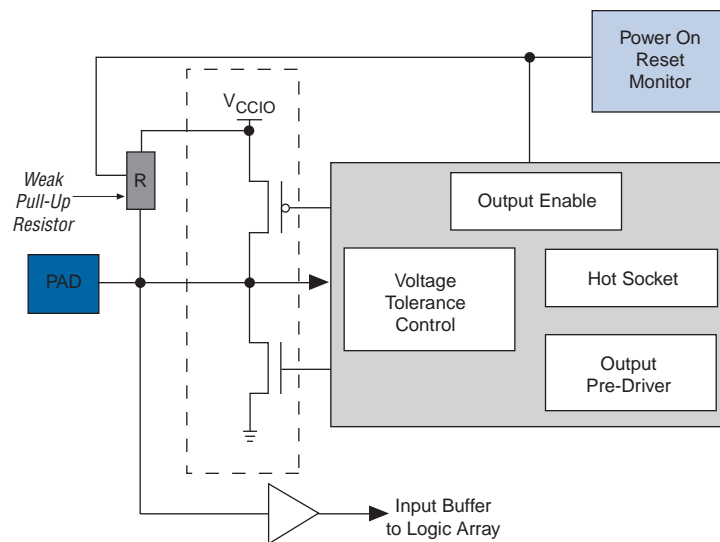 Power On
Reset
Monitor
VCCIO
R
Weak
Pull-Up
Resistor
Output Enable
PAD
Voltage
Tolerance
Control
Hot Socket
Output
Pre-Driver
Input Buffer
to Logic Array